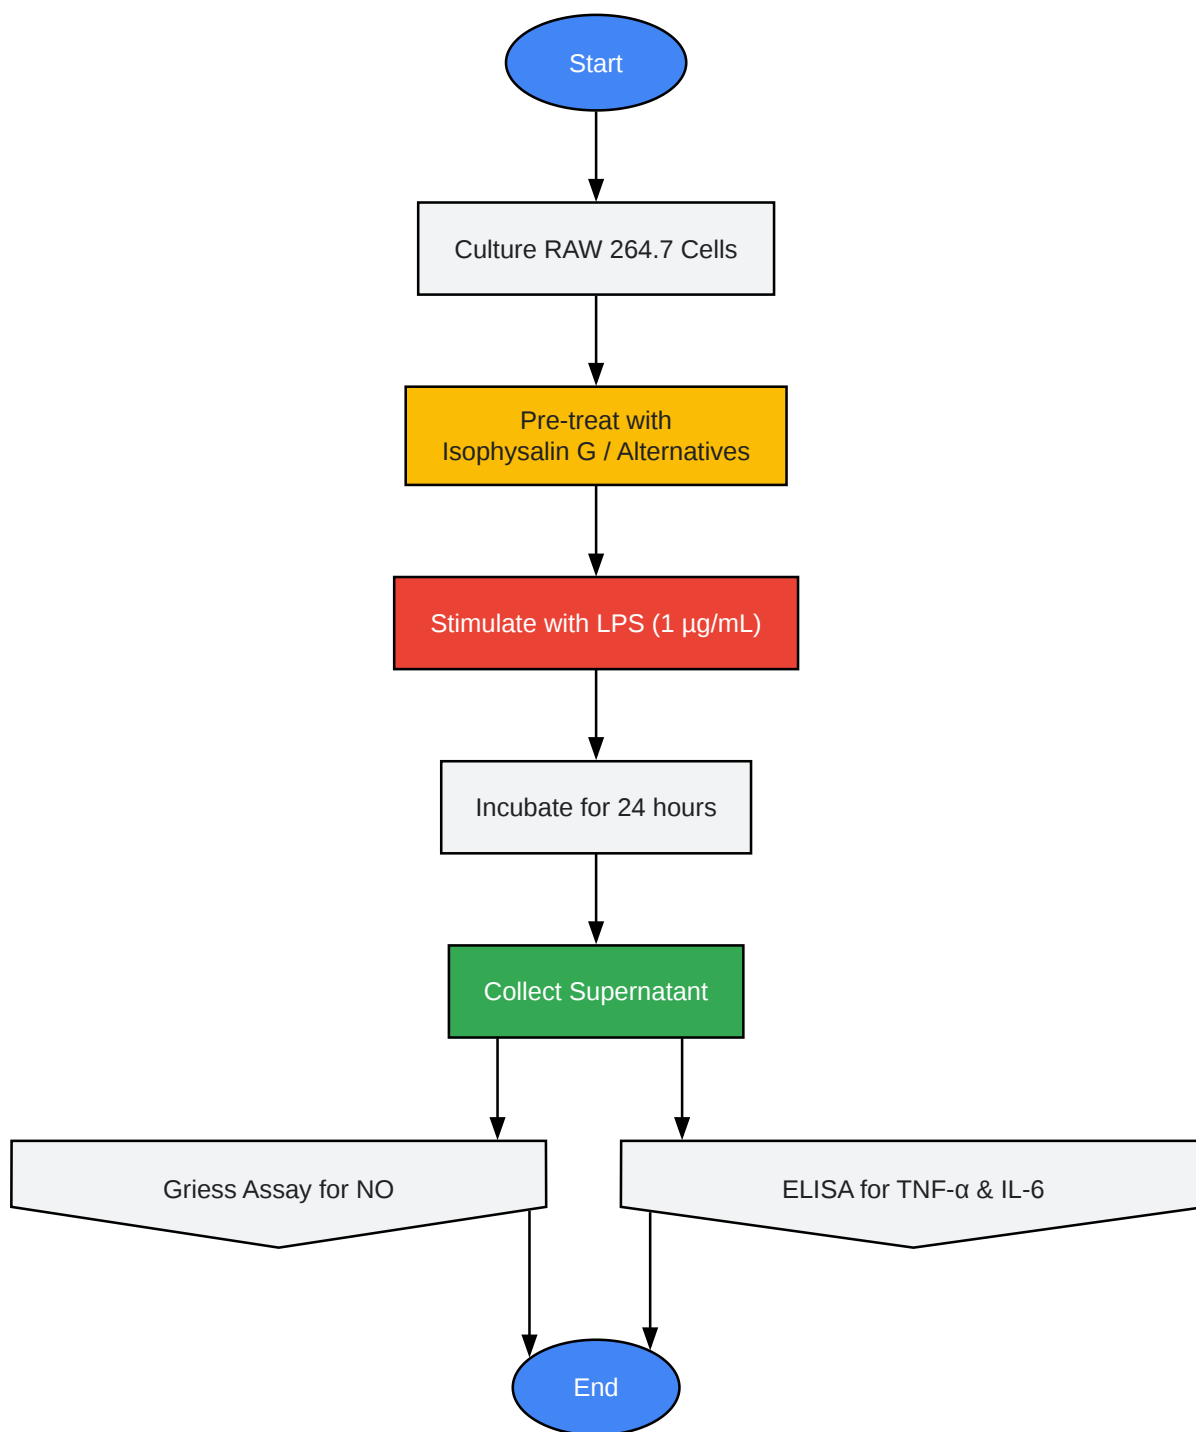 Start
Culture RAW 264.7 Cells
Pre-treat with
Isophysalin G / Alternatives
Stimulate with LPS (1 µg/mL)
Incubate for 24 hours
Collect Supernatant
Griess Assay for NO
ELISA for TNF-α & IL-6
End